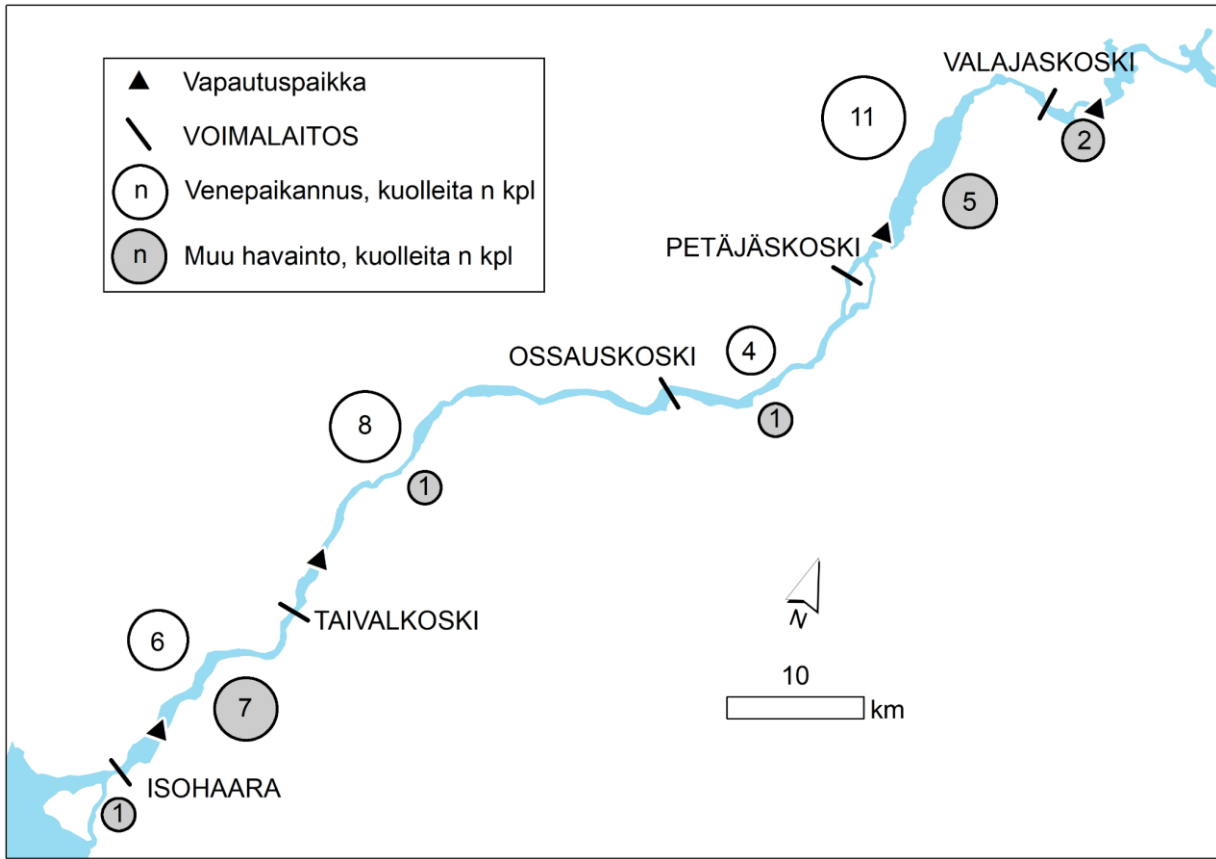 Vapautuspaikka
VOIMALAITOS
n Venepaikannus, kuolleita n kpl
n Muu havainto, kuolleita n kpl
VALAJASKOSKI
11
2
5
PETÄJÄSKOSKI
OSSAUSKOSKI
4
1
8
1
TAIVALKOSKI
6
7
N
10
km
ISOHAARA
1